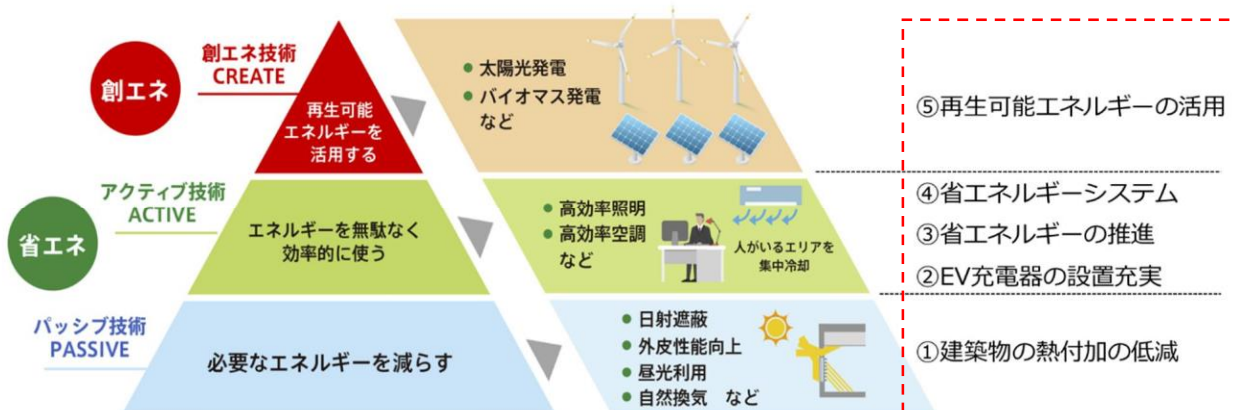 創エネ
創エネ技術
CREATE
再生可能
エネルギーを
活用する
● 太陽光発電
● バイオマス発電
など
⑤再生可能エネルギーの活用
省エネ
アクティブ技術
ACTIVE
エネルギーを無駄なく
効率的に使う
● 高効率照明
● 高効率空調
など
人がいるエリアを
集中冷却
④省エネルギーシステム
③省エネルギーの推進
②EV充電器の設置充実
パッシブ技術
PASSIVE
必要なエネルギーを減らす
● 日射遮蔽
● 外皮性能向上
● 昼光利用
● 自然換気 など
①建築物の熱付加の低減